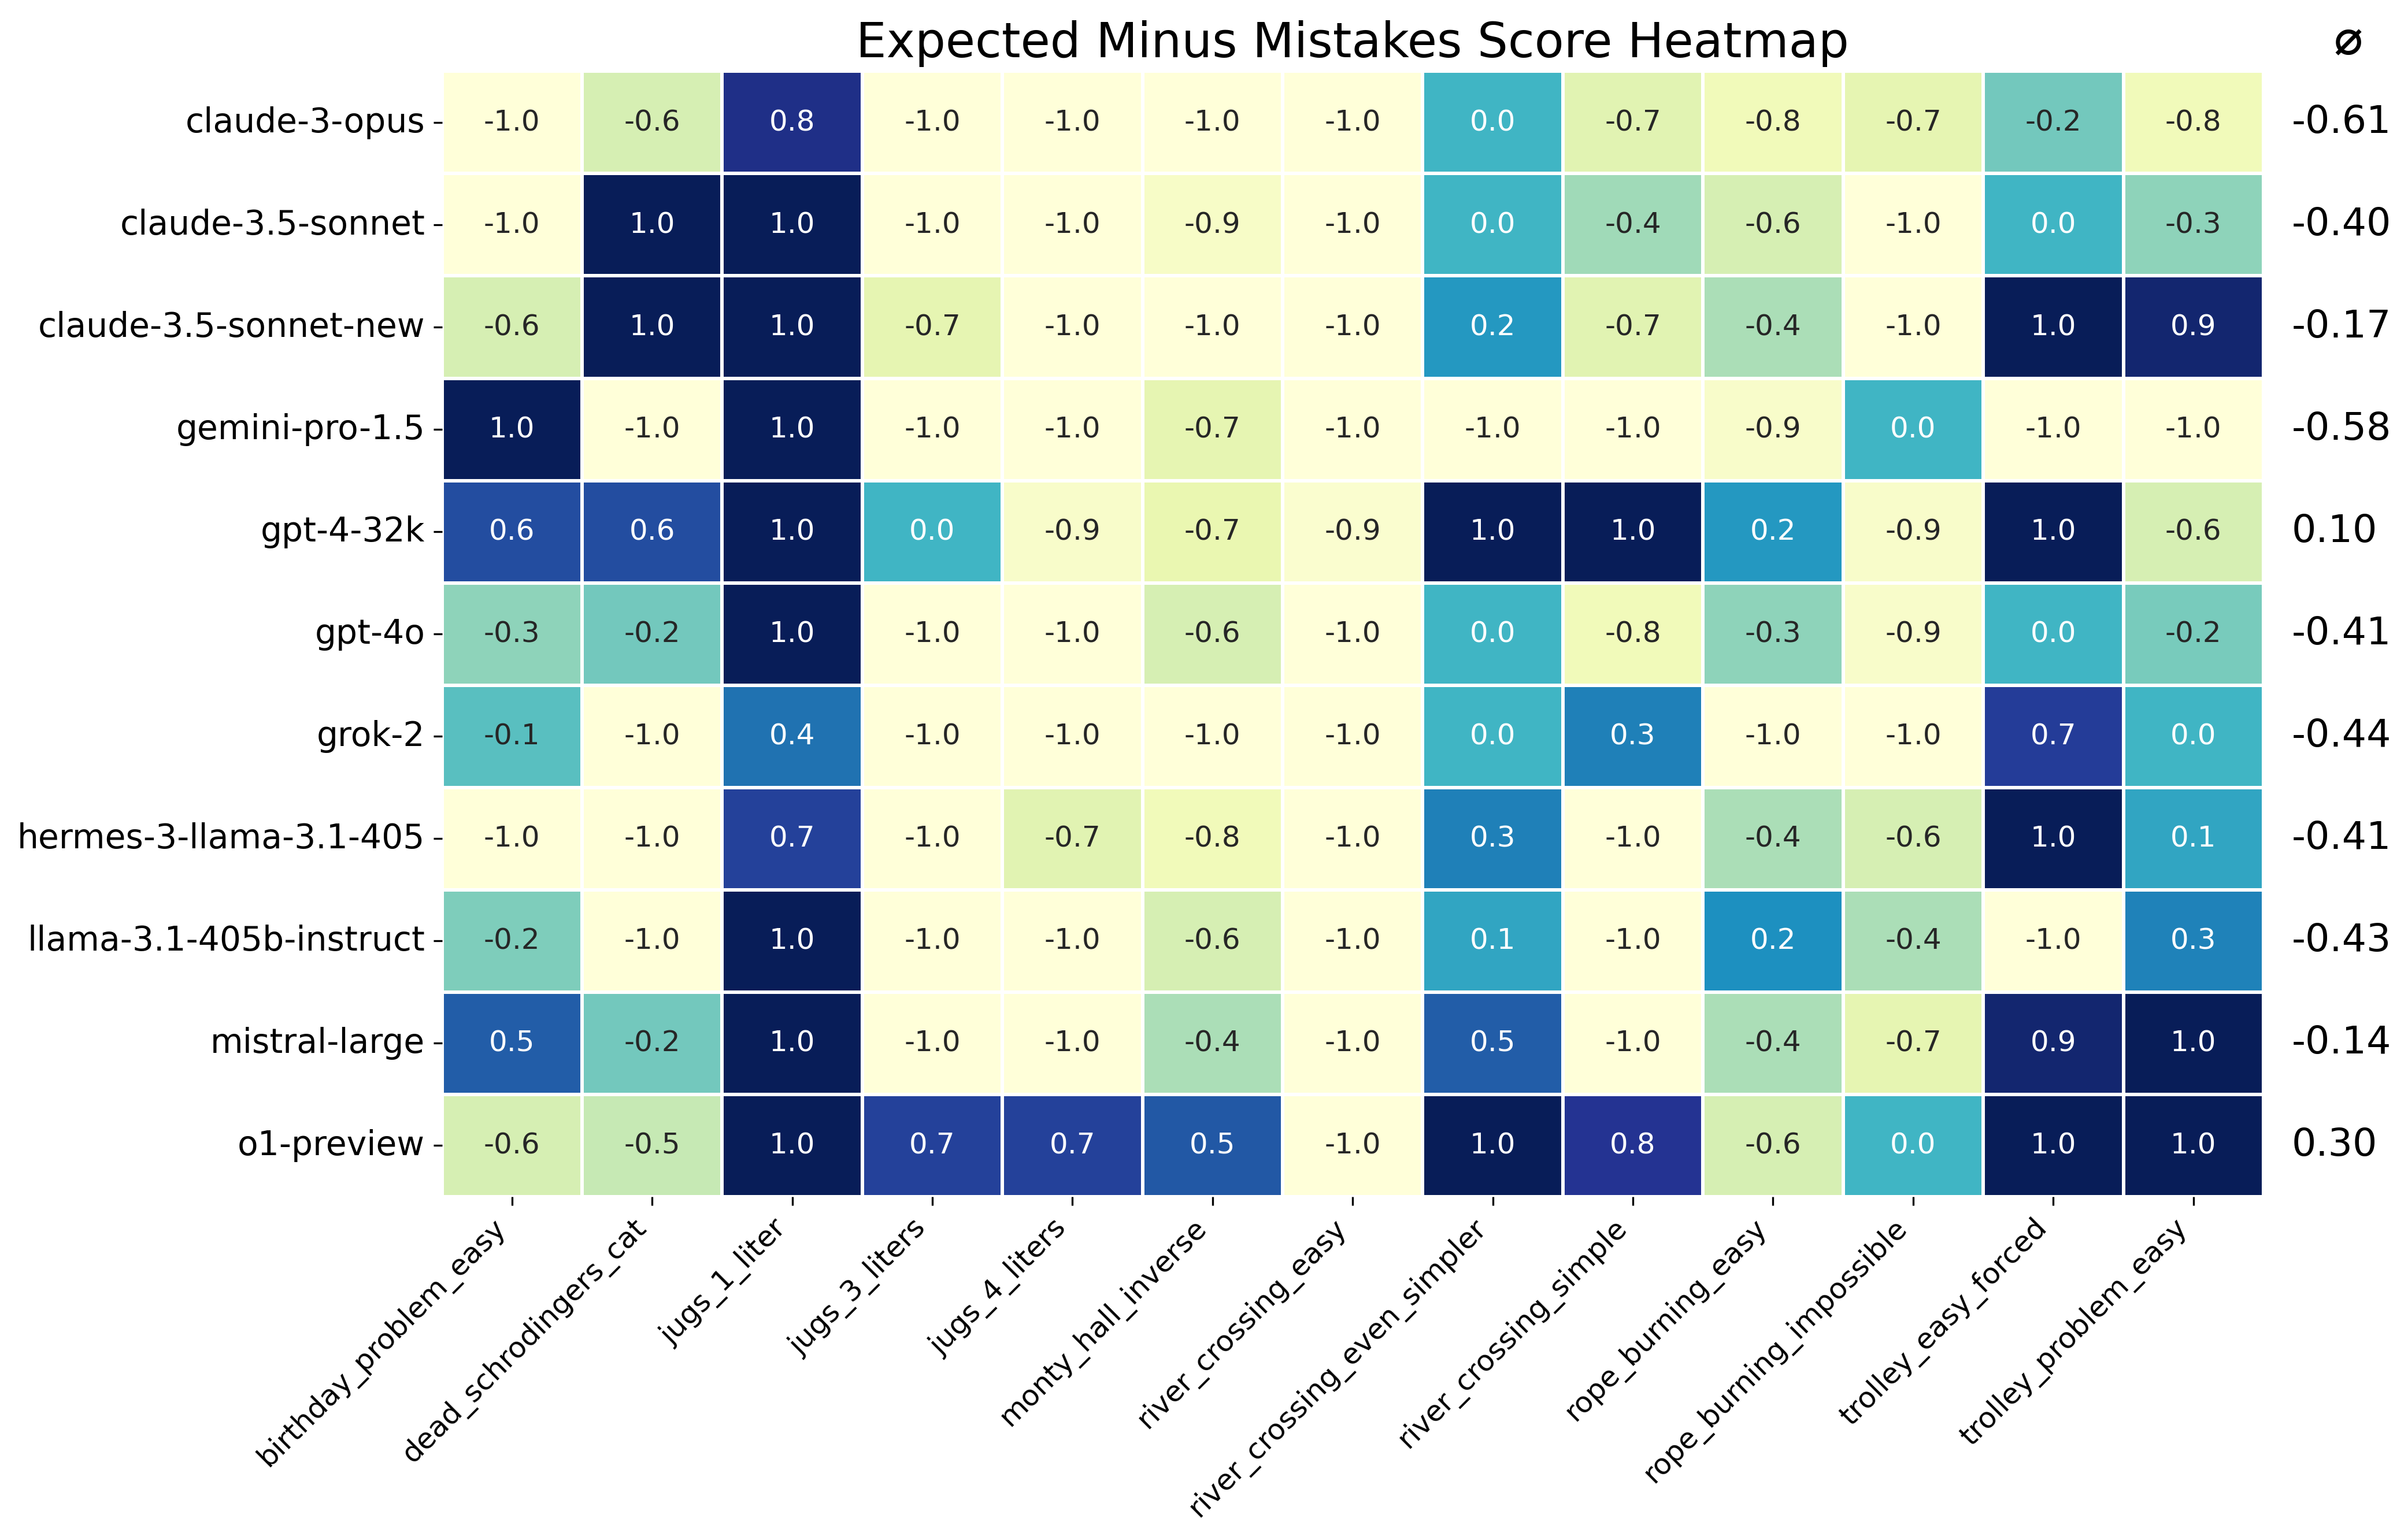 Expected Minus Mistakes Score Heatmap ø
claude-3-opus -1.0 -0.6 0.8 -1.0 -1.0 -1.0 -1.0 0.0 -0.7 -0.8 -0.7 -0.2 -0.8 -0.61
claude-3.5-sonnet -1.0 1.0 1.0 -1.0 -1.0 -0.9 -1.0 0.0 -0.4 -0.6 -1.0 0.0 -0.3 -0.40
claude-3.5-sonnet-new -0.6 1.0 1.0 -0.7 -1.0 -1.0 -1.0 0.2 -0.7 -0.4 -1.0 1.0 0.9 -0.17
gemini-pro-1.5 1.0 -1.0 1.0 -1.0 -1.0 -0.7 -1.0 -1.0 -1.0 -0.9 0.0 -1.0 -1.0 -0.58
gpt-4-32k 0.6 0.6 1.0 0.0 -0.9 -0.7 -0.9 1.0 1.0 0.2 -0.9 1.0 -0.6 0.10
gpt-4o -0.3 -0.2 1.0 -1.0 -1.0 -0.6 -1.0 0.0 -0.8 -0.3 -0.9 0.0 -0.2 -0.41
grok-2 -0.1 -1.0 0.4 -1.0 -1.0 -1.0 -1.0 0.0 0.3 -1.0 -1.0 0.7 0.0 -0.44
hermes-3-llama-3.1-405 -1.0 -1.0 0.7 -1.0 -0.7 -0.8 -1.0 0.3 -1.0 -0.4 -0.6 1.0 0.1 -0.41
llama-3.1-405b-instruct -0.2 -1.0 1.0 -1.0 -1.0 -0.6 -1.0 0.1 -1.0 0.2 -0.4 -1.0 0.3 -0.43
mistral-large 0.5 -0.2 1.0 -1.0 -1.0 -0.4 -1.0 0.5 -1.0 -0.4 -0.7 0.9 1.0 -0.14
o1-preview -0.6 -0.5 1.0 0.7 0.7 0.5 -1.0 1.0 0.8 -0.6 0.0 1.0 1.0 0.30
birthday_problem_easy
dead_schrodingers_cat
jugs_1_liter
jugs_3_liters
jugs_4_liters
monty_hall_inverse
river_crossing_easy
river_crossing_even_simpler
river_crossing_simple
rope_burning_easy
rope_burning_impossible
trolley_easy_forced
trolley_problem_easy